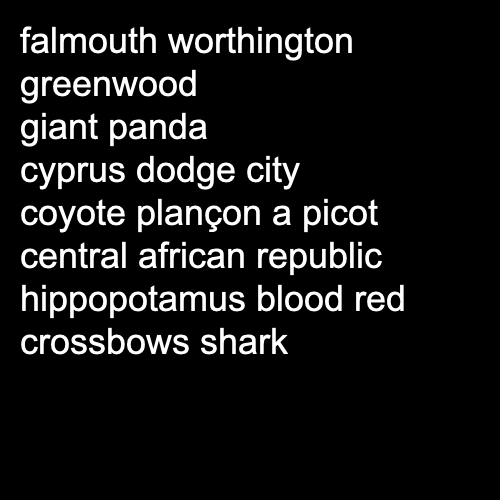 falmouth worthington
greenwood
giant panda
cyprus dodge city
coyote plançon a picot
central african republic
hippopotamus blood red
crossbows shark